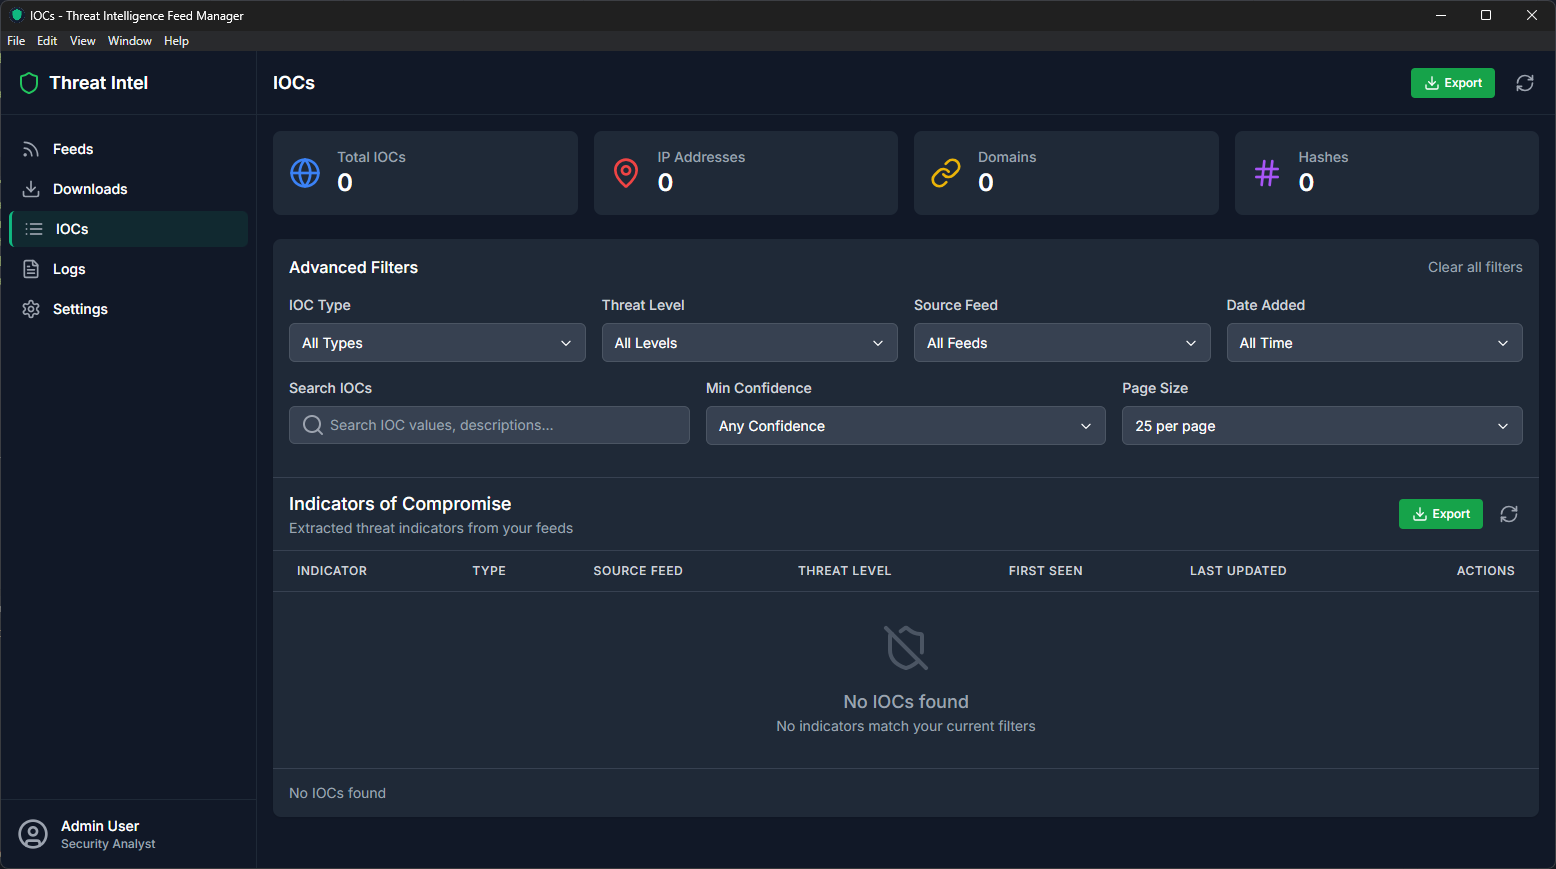 IOCs - Threat Intelligence Feed Manager
File Edit View Window Help
Threat Intel
Feeds
Downloads
IOCs
Logs
Settings
Admin User
Security Analyst
IOCs
Export
Total IOCs
0
IP Addresses
0
Domains
0
Hashes
0
Advanced Filters
Clear all filters
IOC Type
All Types
Threat Level
All Levels
Source Feed
All Feeds
Date Added
All Time
Search IOCs
Search IOC values, descriptions...
Min Confidence
Any Confidence
Page Size
25 per page
Indicators of Compromise
Extracted threat indicators from your feeds
Export
INDICATOR TYPE SOURCE FEED THREAT LEVEL FIRST SEEN LAST UPDATED ACTIONS
No IOCs found
No indicators match your current filters
No IOCs found